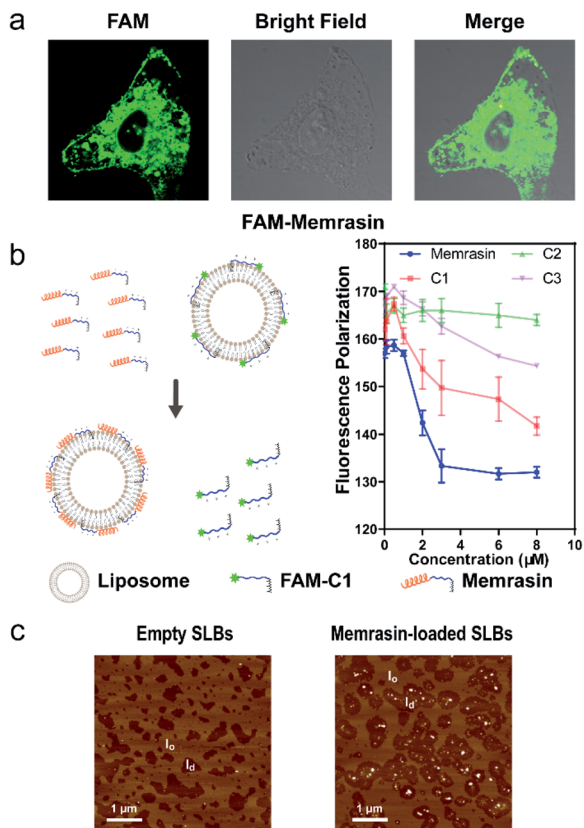 a
FAM
Bright Field
Merge
FAM-Memrasin
b
Fluorescence Polarization
170
160
150
140
130
120
Memrasin
C1
C2
C3
0
2
4
6
8
10
Concentration (μM)
Liposome
FAM-C1
Memrasin
c
Empty SLBs
Memrasin-loaded SLBs
lo
ld
1 μm
lo
ld
1 μm